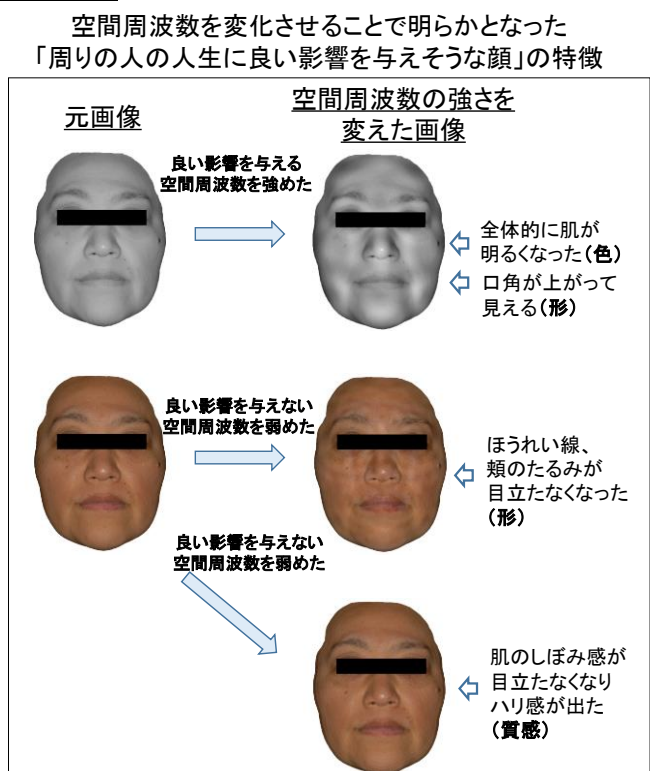 空間周波数を変化させることで明らかとなった
「周りの人の人生に良い影響を与えそうな顔」の特徴
元画像
空間周波数の強さを
変えた画像
良い影響を与える
空間周波数を強めた
全体的に肌が
明るくなった(色)
口角が上がって
見える(形)
良い影響を与えない
空間周波数を弱めた
ほうれい線、
頬のたるみが
目立たなくなった
(形)
良い影響を与えない
空間周波数を弱めた
肌のしぼみ感が
目立たなくなり
ハリ感が出た
(質感)